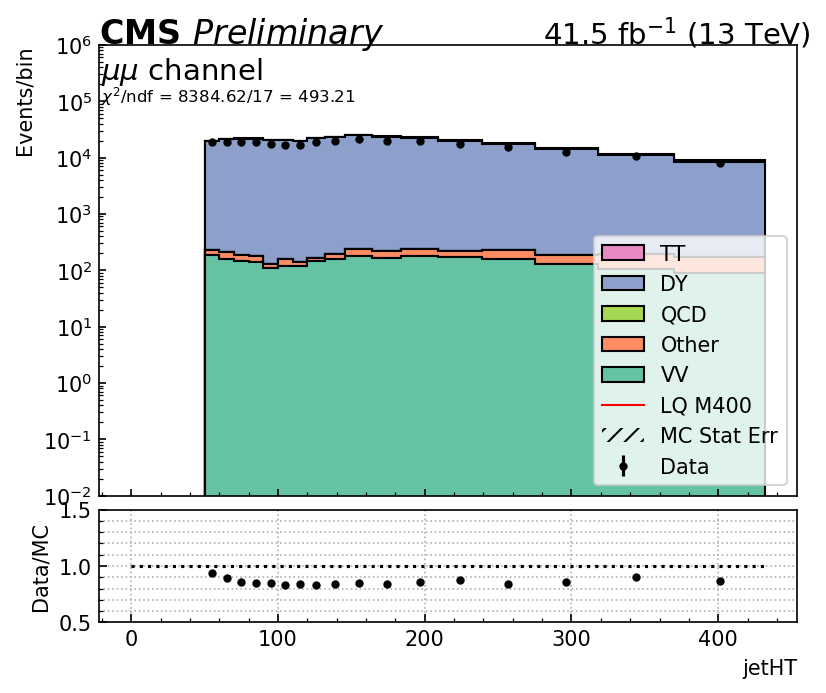 CMS Preliminary 41.5 fb⁻¹ (13 TeV)
μμ channel
χ²/ndf = 8384.62/17 = 493.21
Events/bin
10⁶
10⁵
10⁴
10³
10²
10¹
10⁰
10⁻¹
10⁻²
TT
DY
QCD
Other
VV
LQ M400
MC Stat Err
Data
Data/MC
1.5
1.0
0.5
0 100 200 300 400
jetHT